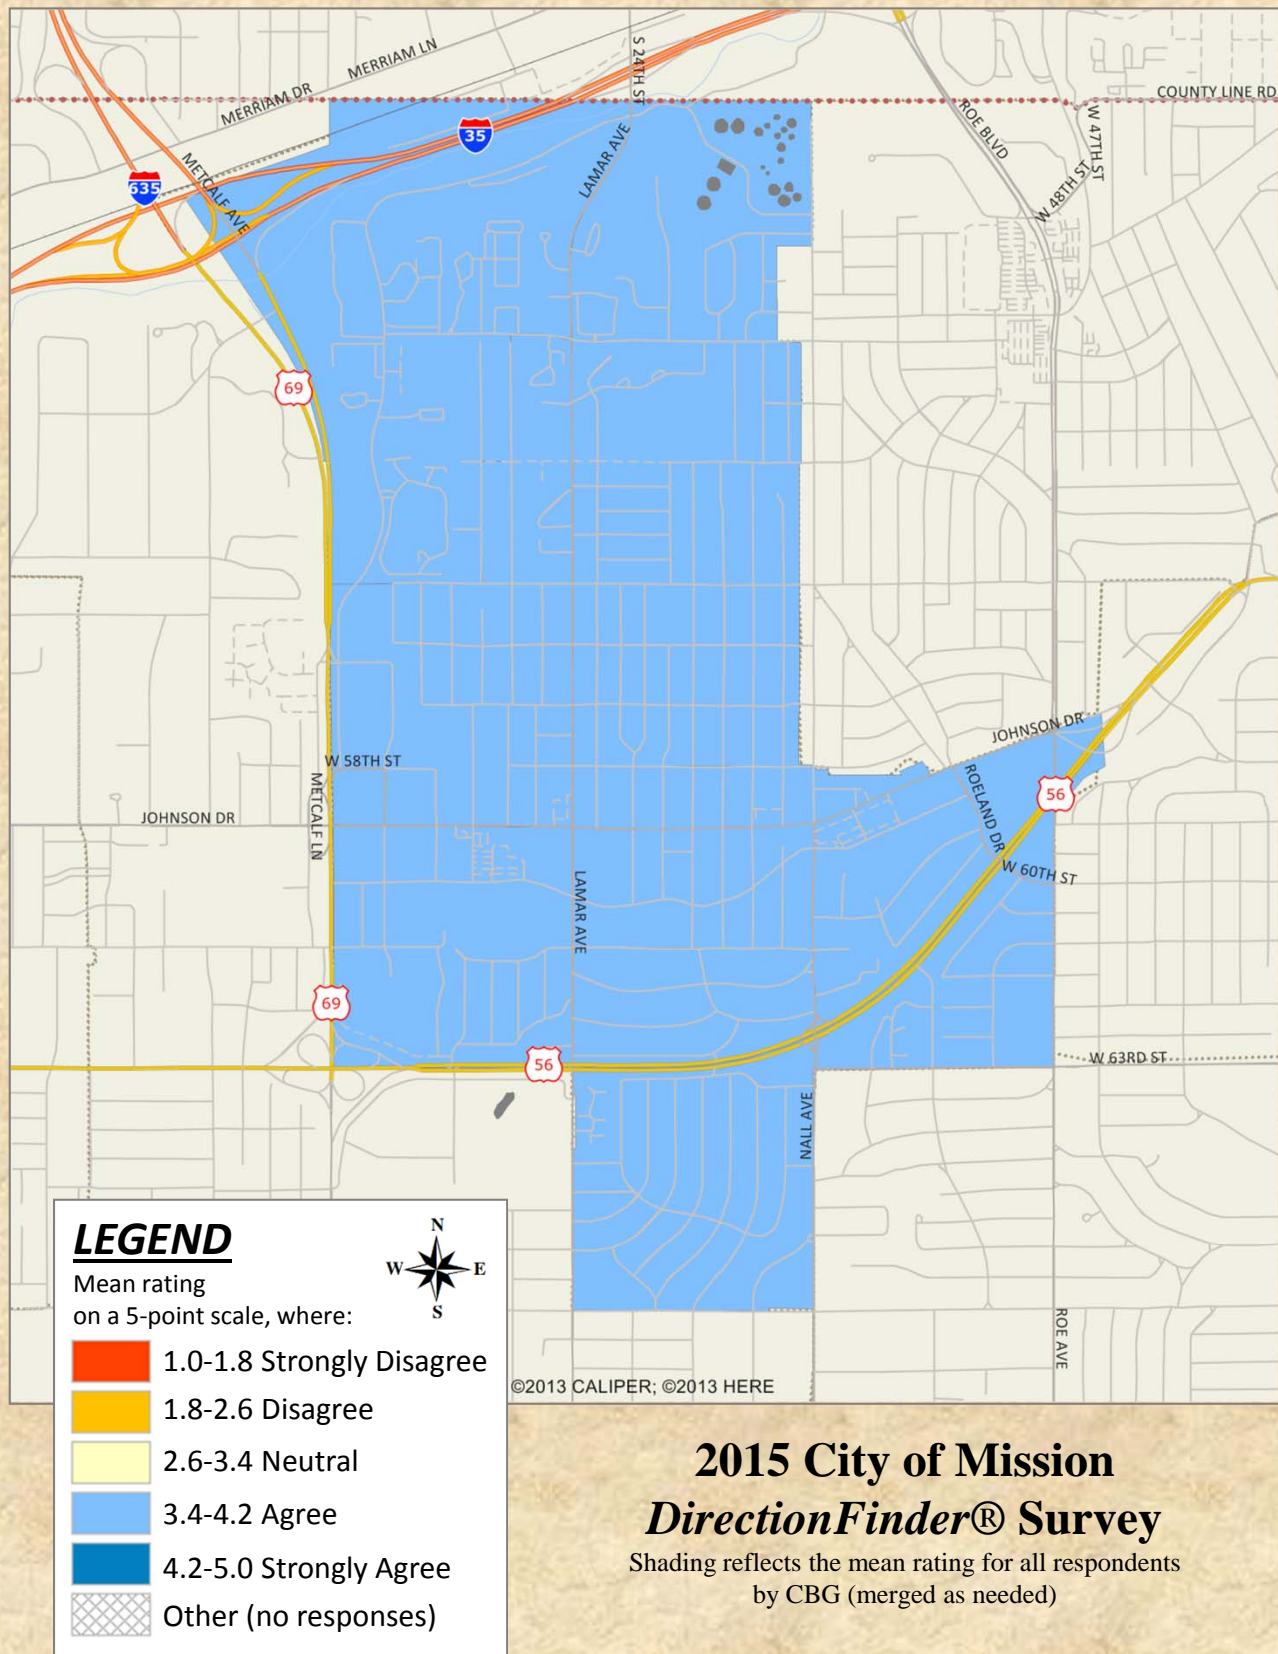 MERRIAM LN
S 24TH ST
MERRIAM DR
COUNTY LINE RD
ROE BLVD
W 47TH ST
35
LAMAR AVE
METCALF AVE
635
W 48TH ST
69
JOHNSON DR
W 58TH ST
ROELAND DR
56
METCALF LN
JOHNSON DR
W 60TH ST
LAMAR AVE
69
56
W 63RD ST
NALL AVE
ROE AVE
LEGEND
N
W E
S
Mean rating
on a 5-point scale, where:
1.0-1.8 Strongly Disagree
1.8-2.6 Disagree
2.6-3.4 Neutral
3.4-4.2 Agree
4.2-5.0 Strongly Agree
Other (no responses)
©2013 CALIPER; ©2013 HERE
2015 City of Mission
DirectionFinder® Survey
Shading reflects the mean rating for all respondents
by CBG (merged as needed)